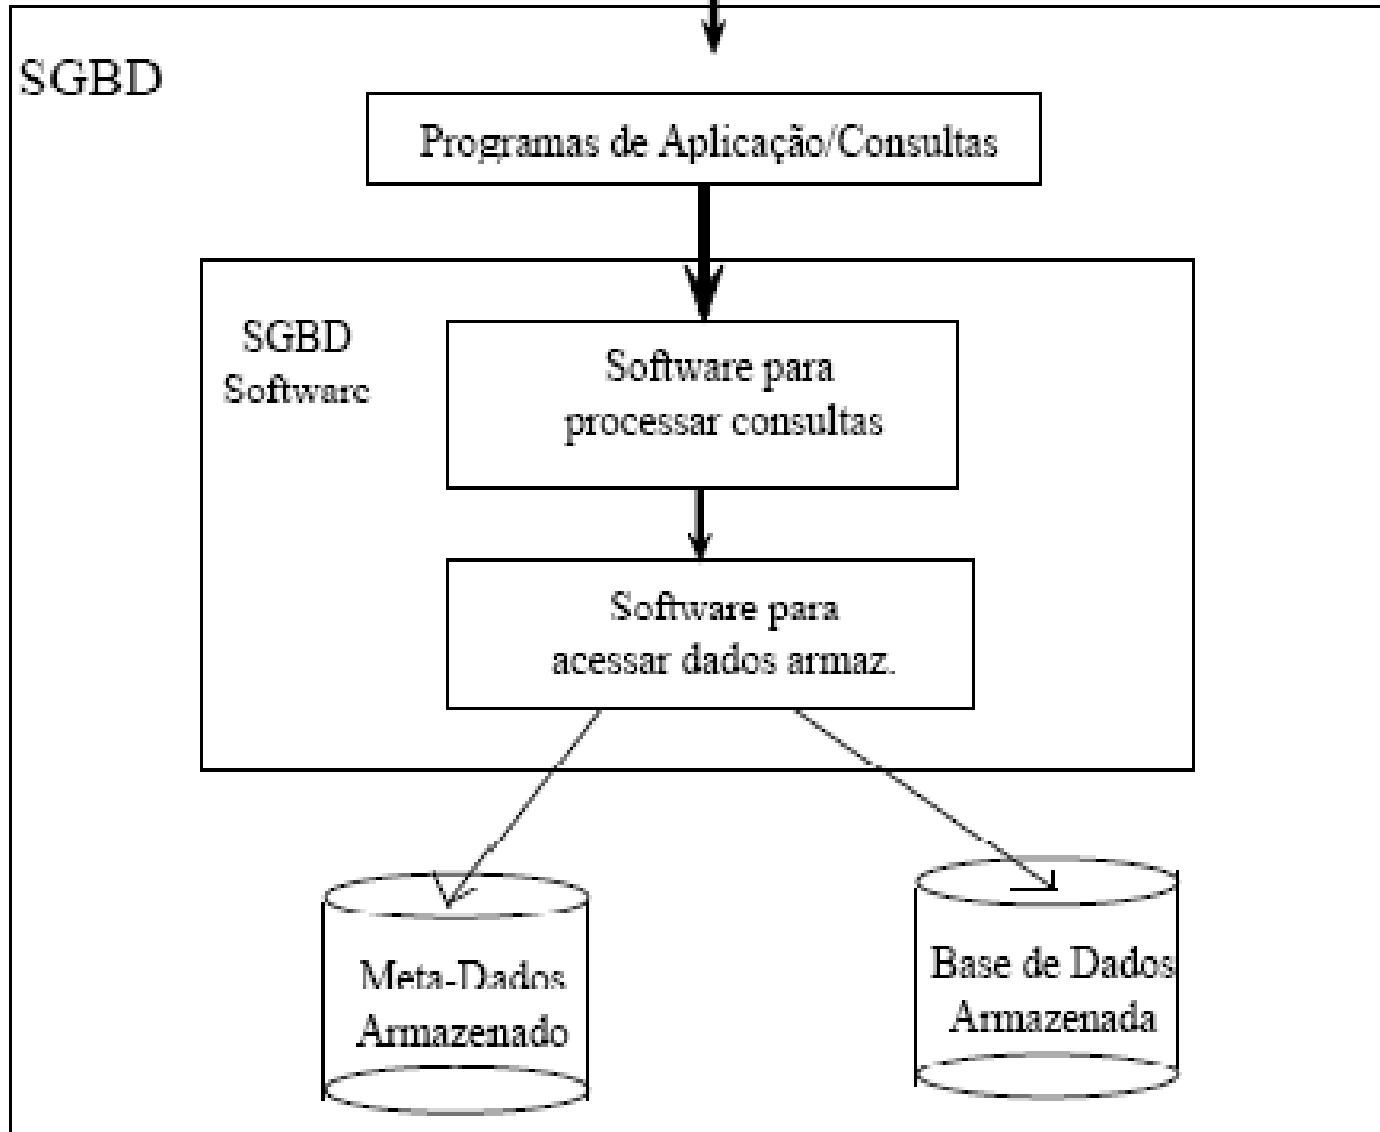 SGBD
Programas de Aplicação/Consultas
SGBD
Software
Software para
processar consultas
Software para
acessar dados armaz.
Meta-Dados
Armazenado
Base de Dados
Armazenada